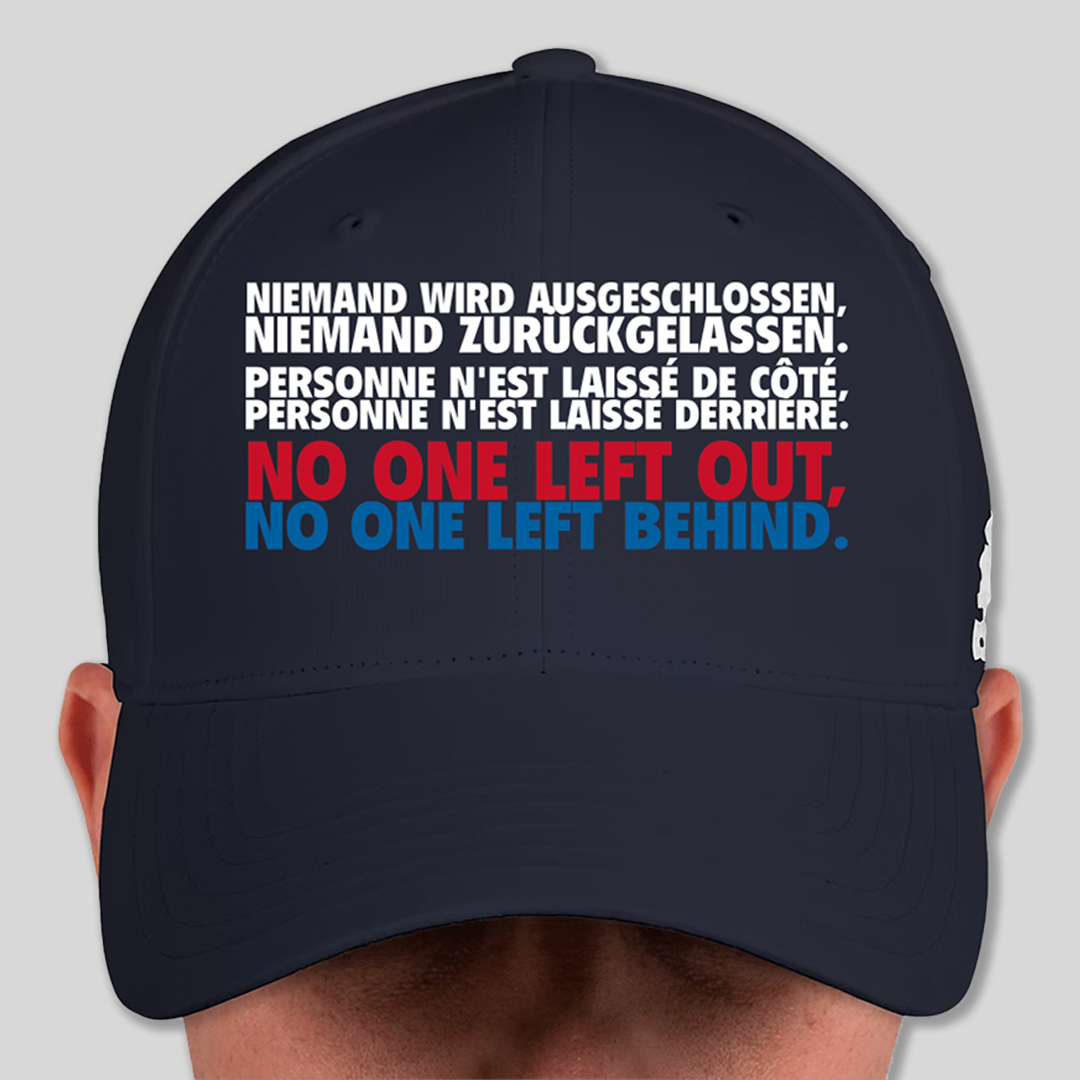 NIEMAND WIRD AUSGESCHLOSSEN,
NIEMAND ZURÜCKGELASSEN.
PERSONNE N'EST LAISSÉ DE CÔTÉ,
PERSONNE N'EST LAISSÉ DERRIÈRE.
NO ONE LEFT OUT,
NO ONE LEFT BEHIND.